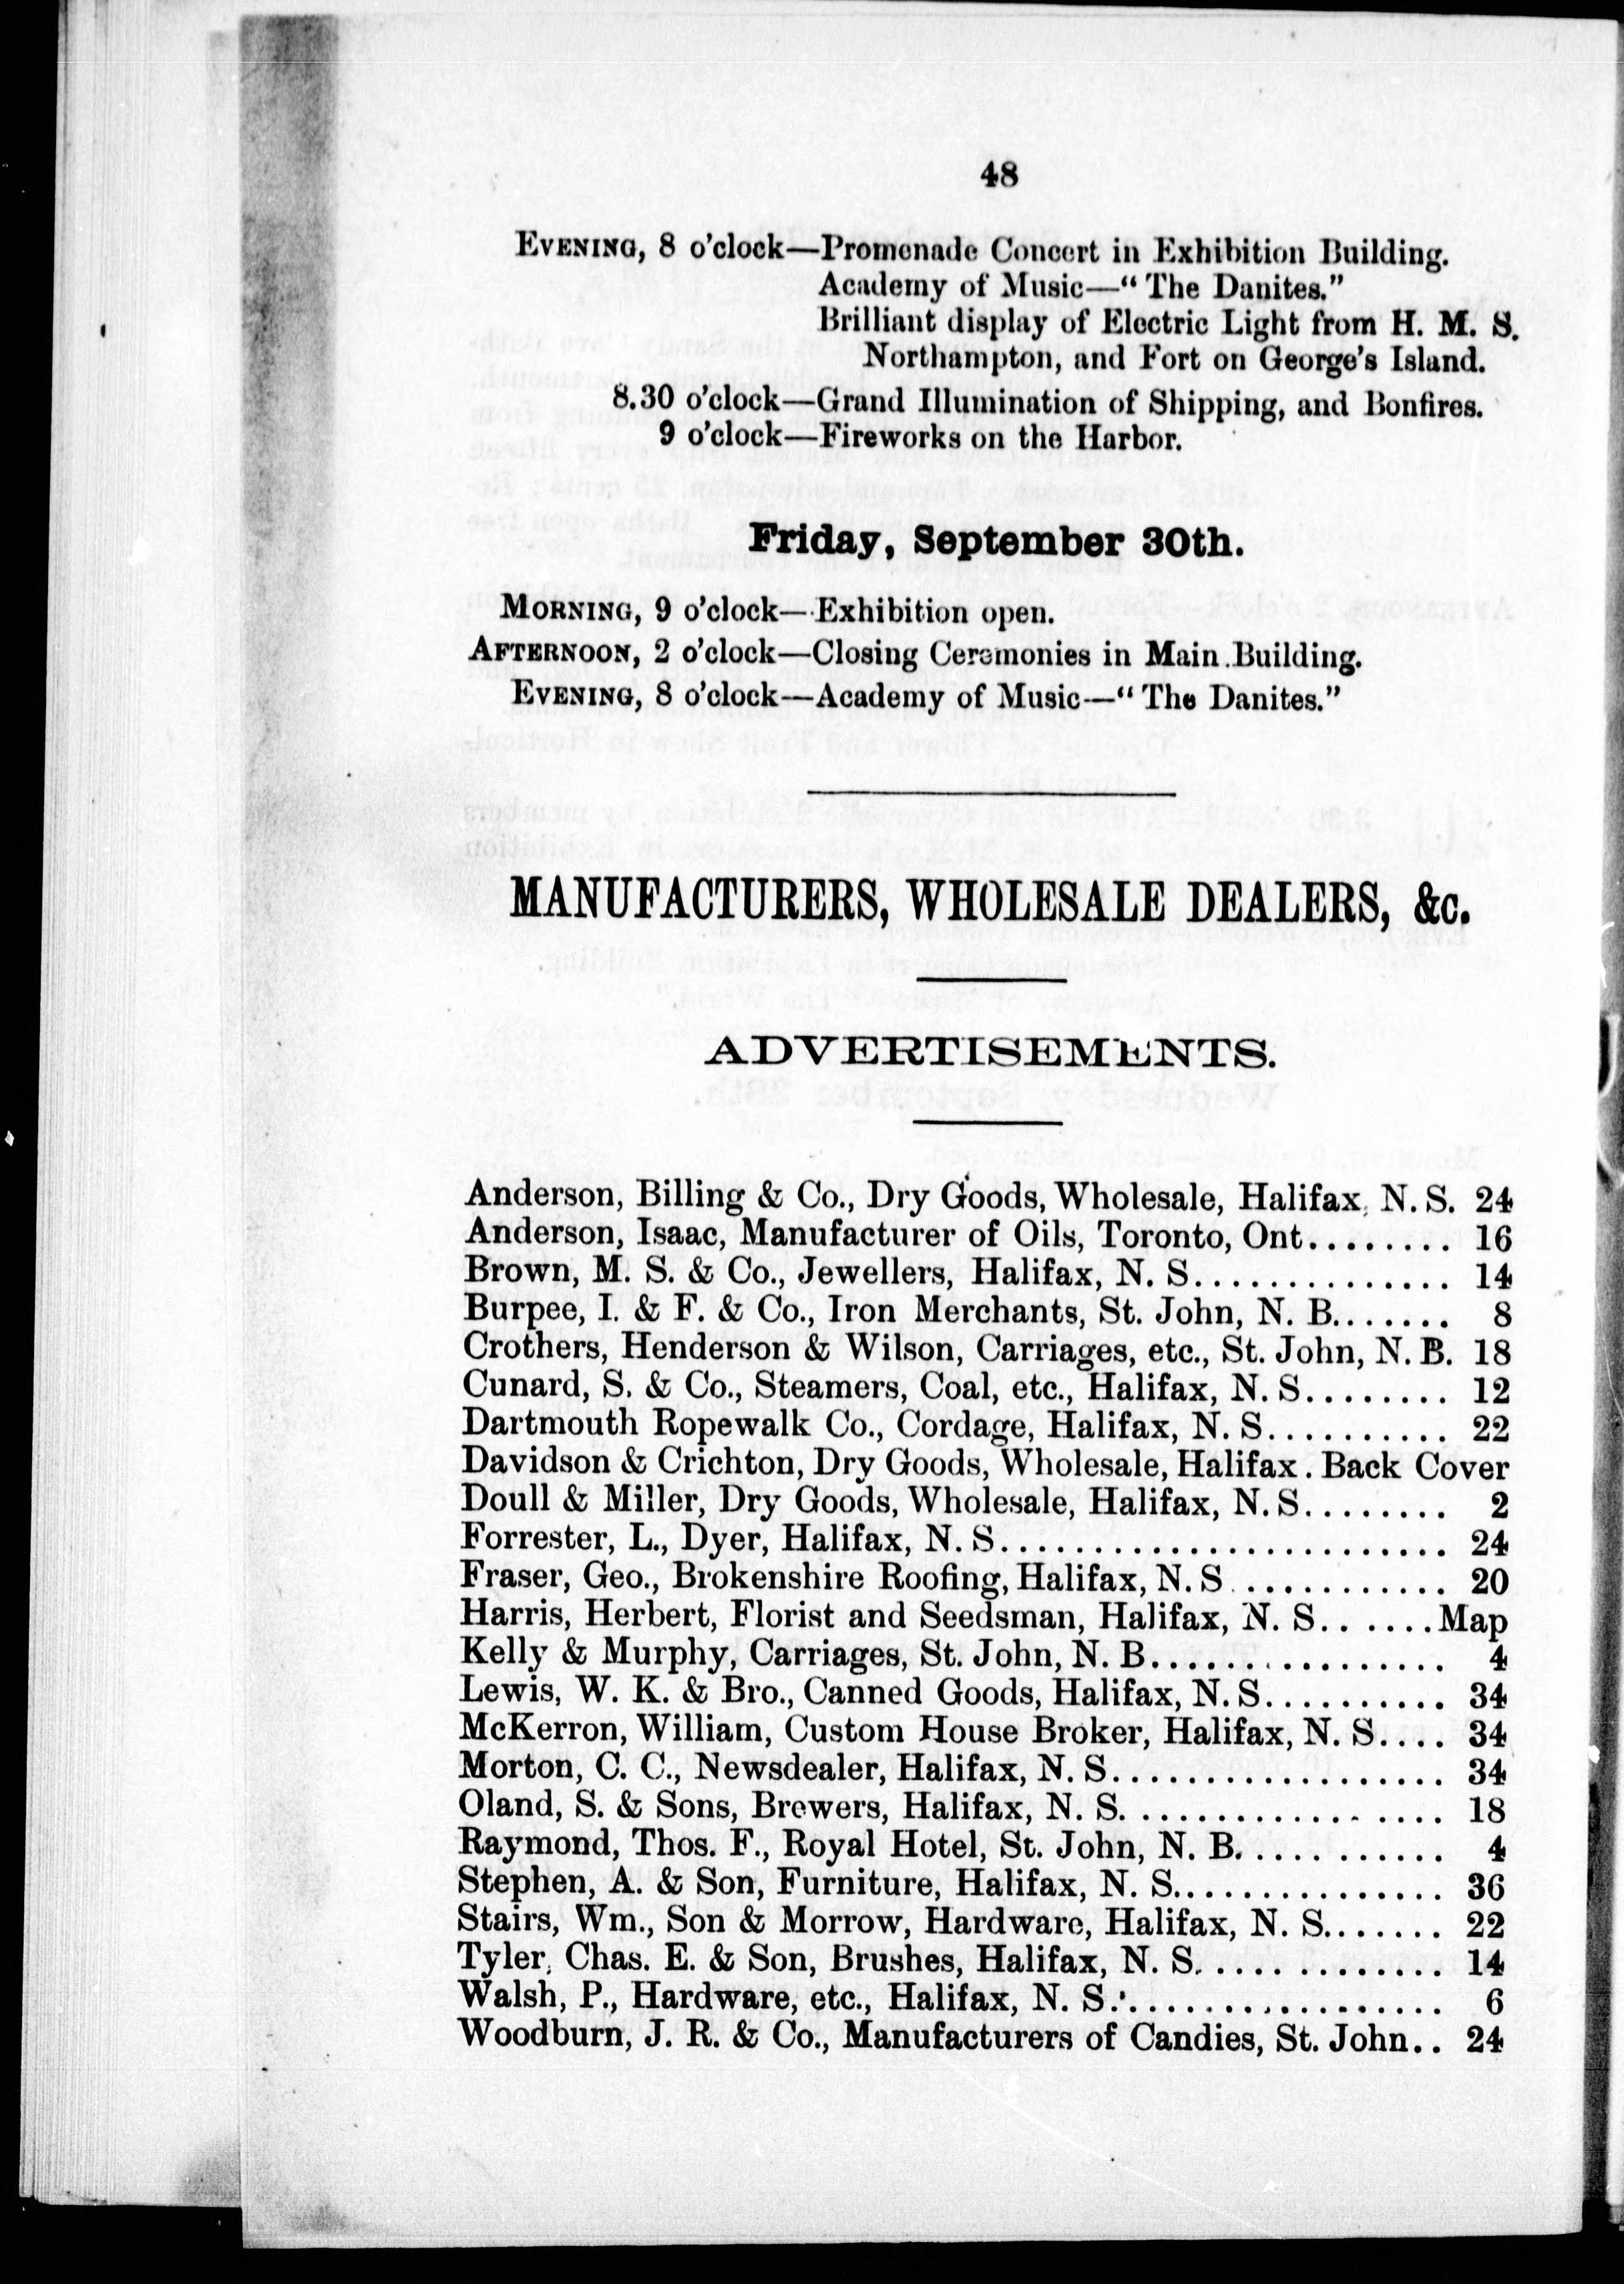 48
EVENING, 8 o'clock—Promenade Concert in Exhibition Building.
Academy of Music—" The Danites."
Brilliant display of Electric Light from H. M. S.
Northampton, and Fort on George's Island.
8.30 o'clock—Grand Illumination of Shipping, and Bonfires.
9 o'clock—Fireworks on the Harbor.
Friday, September 30th.
MORNING, 9 o'clock—Exhibition open.
AFTERNOON, 2 o'clock—Closing Ceremonies in Main Building.
EVENING, 8 o'clock—Academy of Music—" The Danites."
MANUFACTURERS, WHOLESALE DEALERS, &c.
ADVERTISEMENTS.
Anderson, Billing & Co., Dry Goods, Wholesale, Halifax, N. S. 24
Anderson, Isaac, Manufacturer of Oils, Toronto, Ont........ 16
Brown, M. S. & Co., Jewellers, Halifax, N. S.............. 14
Burpee, I. & F. & Co., Iron Merchants, St. John, N. B....... 8
Crothers, Henderson & Wilson, Carriages, etc., St. John, N. B. 18
Cunard, S. & Co., Steamers, Coal, etc., Halifax, N. S........ 12
Dartmouth Ropewalk Co., Cordage, Halifax, N. S.......... 22
Davidson & Crichton, Dry Goods, Wholesale, Halifax. Back Cover
Doull & Miller, Dry Goods, Wholesale, Halifax, N. S........ 2
Forrester, L., Dyer, Halifax, N. S........................ 24
Fraser, Geo., Brokenshire Roofing, Halifax, N. S............ 20
Harris, Herbert, Florist and Seedsman, Halifax, N. S...... Map
Kelly & Murphy, Carriages, St. John, N. B................ 4
Lewis, W. K. & Bro., Canned Goods, Halifax, N. S.......... 34
McKerron, William, Custom House Broker, Halifax, N. S.... 34
Morton, C. C., Newsdealer, Halifax, N. S.................. 34
Oland, S. & Sons, Brewers, Halifax, N. S................. 18
Raymond, Thos. F., Royal Hotel, St. John, N. B............ 4
Stephen, A. & Son, Furniture, Halifax, N. S............... 36
Stairs, Wm., Son & Morrow, Hardware, Halifax, N. S....... 22
Tyler, Chas. E. & Son, Brushes, Halifax, N. S.............. 14
Walsh, P., Hardware, etc., Halifax, N. S.................. 6
Woodburn, J. R. & Co., Manufacturers of Candies, St. John.. 24